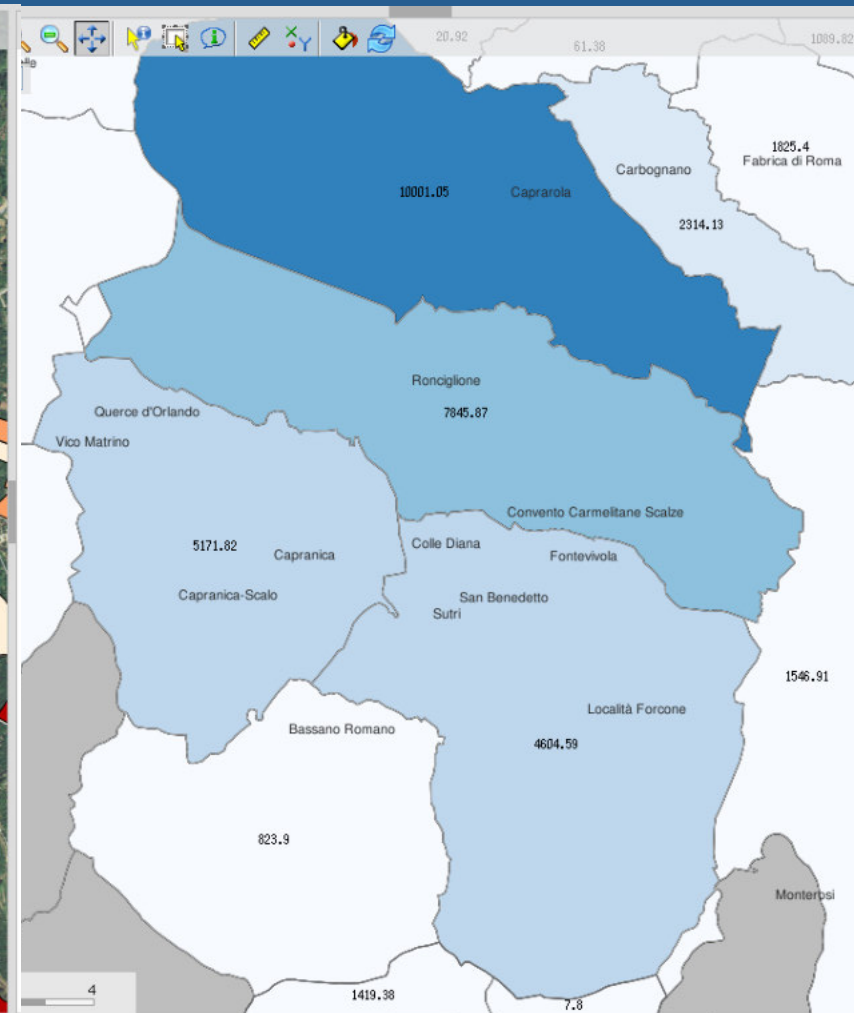 20.92
61.38
1089.82
1825.4
Fabrica di Roma
Carbognano
10001.05
Caprarola
2314.13
Ronciglione
7845.87
Querce d'Orlando
Vico Matrino
Convento Carmelitane Scalze
5171.82
Capranica
Colle Diana
Fontevivola
Capranica-Scalo
San Benedetto
Sutri
1546.91
Località Forcone
Bassano Romano
4604.59
823.9
Monterosi
4
1419.38
7.8